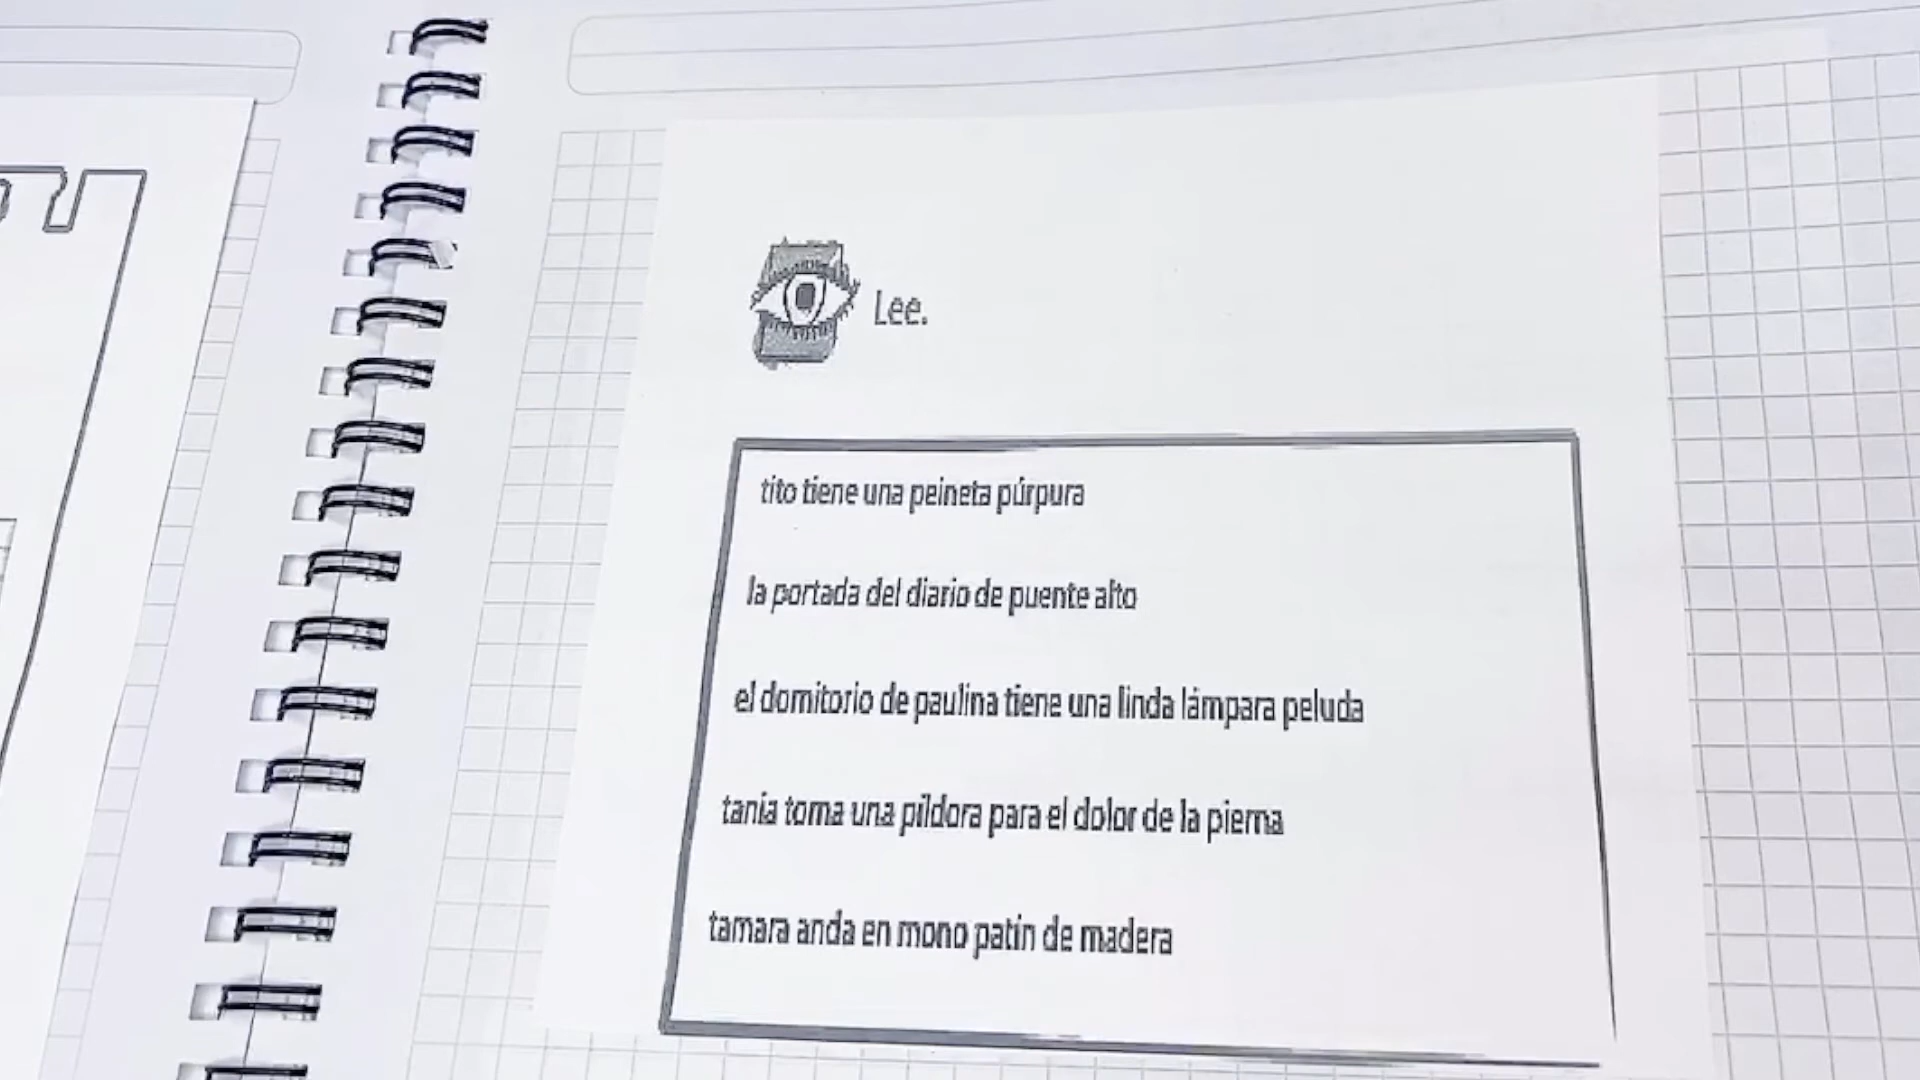 Lee.
tito tiene una peineta púrpura
la portada del diario de puente alto
el domitorio de paulina tiene una linda lámpara peluda
tania toma una píldora para el dolor de la pierna
tamara anda en mono patin de madera